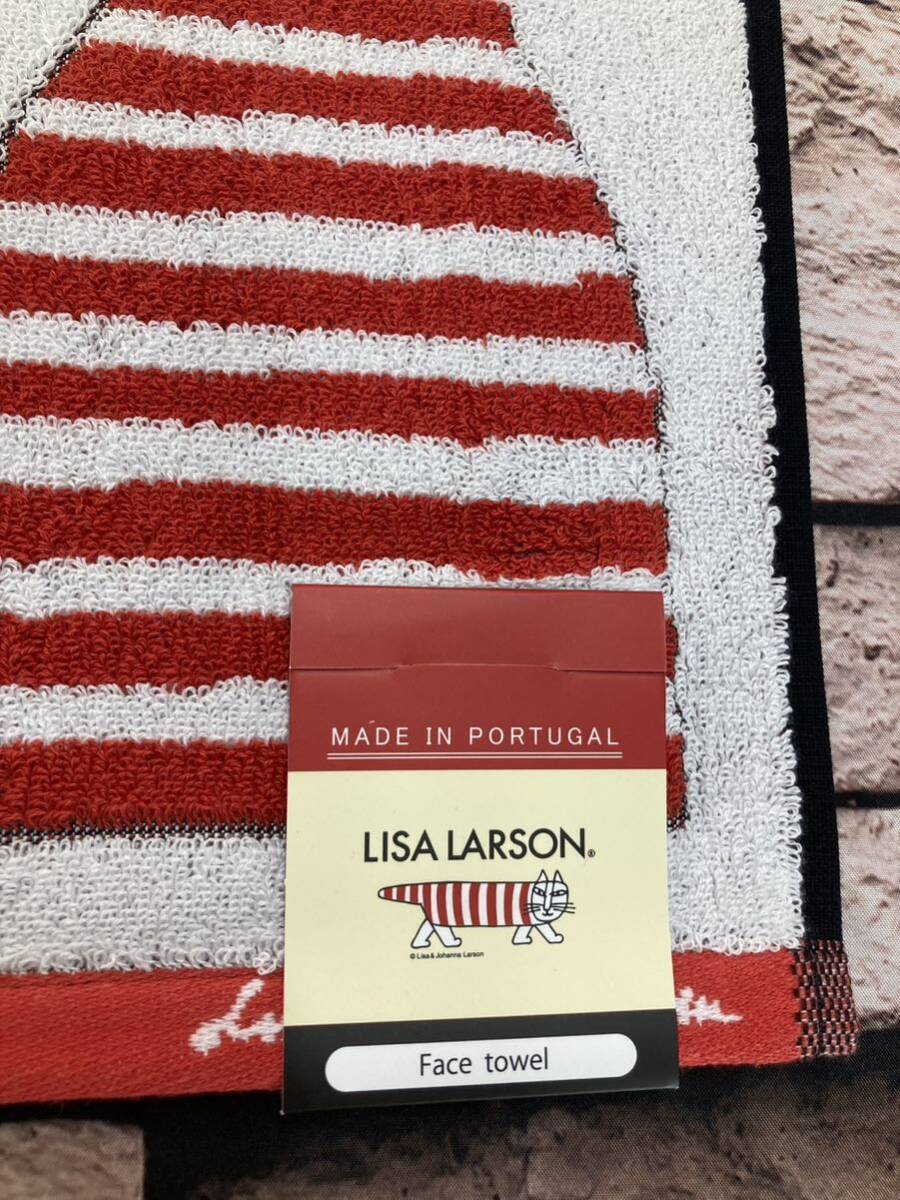 MADE IN PORTUGAL
LISA LARSON®
© Lisa & Johanna Larson
Face towel